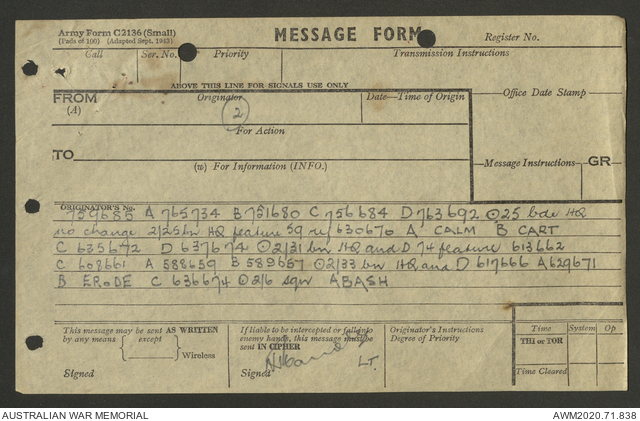 Army Form C2136 (Small)
(Pads of 100) (Adapted Sept. 1943)
MESSAGE FORM
Register No.
Call
Ser. No.
Priority
Transmission Instructions
ABOVE THIS LINE FOR SIGNALS USE ONLY
FROM
(A)
Originator
Date—Time of Origin
Office Date Stamp
2
For Action
TO
(w) For Information (INFO.)
Message Instructions
GR
ORIGINATOR'S No.
759685 A 765734 B 751680 C 756684 D 763692 ⊙ 25 bde HQ
no change 2/25 bn HQ feature 59 630670 A CALM B CART
C 635672 D 637674 ⊙ 2/31 bn HQ and D 74 feature 613662
C 608661 A 588659 B 589657 ⊙ 2/33 bn HQ and D 617666 A 629671
B ERODE C 636674 ⊙ 2/6 sqn ABASH
This message may be sent AS WRITTEN
by any means
except
Wireless
Signed
If liable to be intercepted or fall into
enemy hands, this message must be
sent IN CIPHER
Signed
LT.
Originator's Instructions
Degree of Priority
Time
System
Op
THI or TOR
Time Cleared
AUSTRALIAN WAR MEMORIAL
AWM2020.71.838